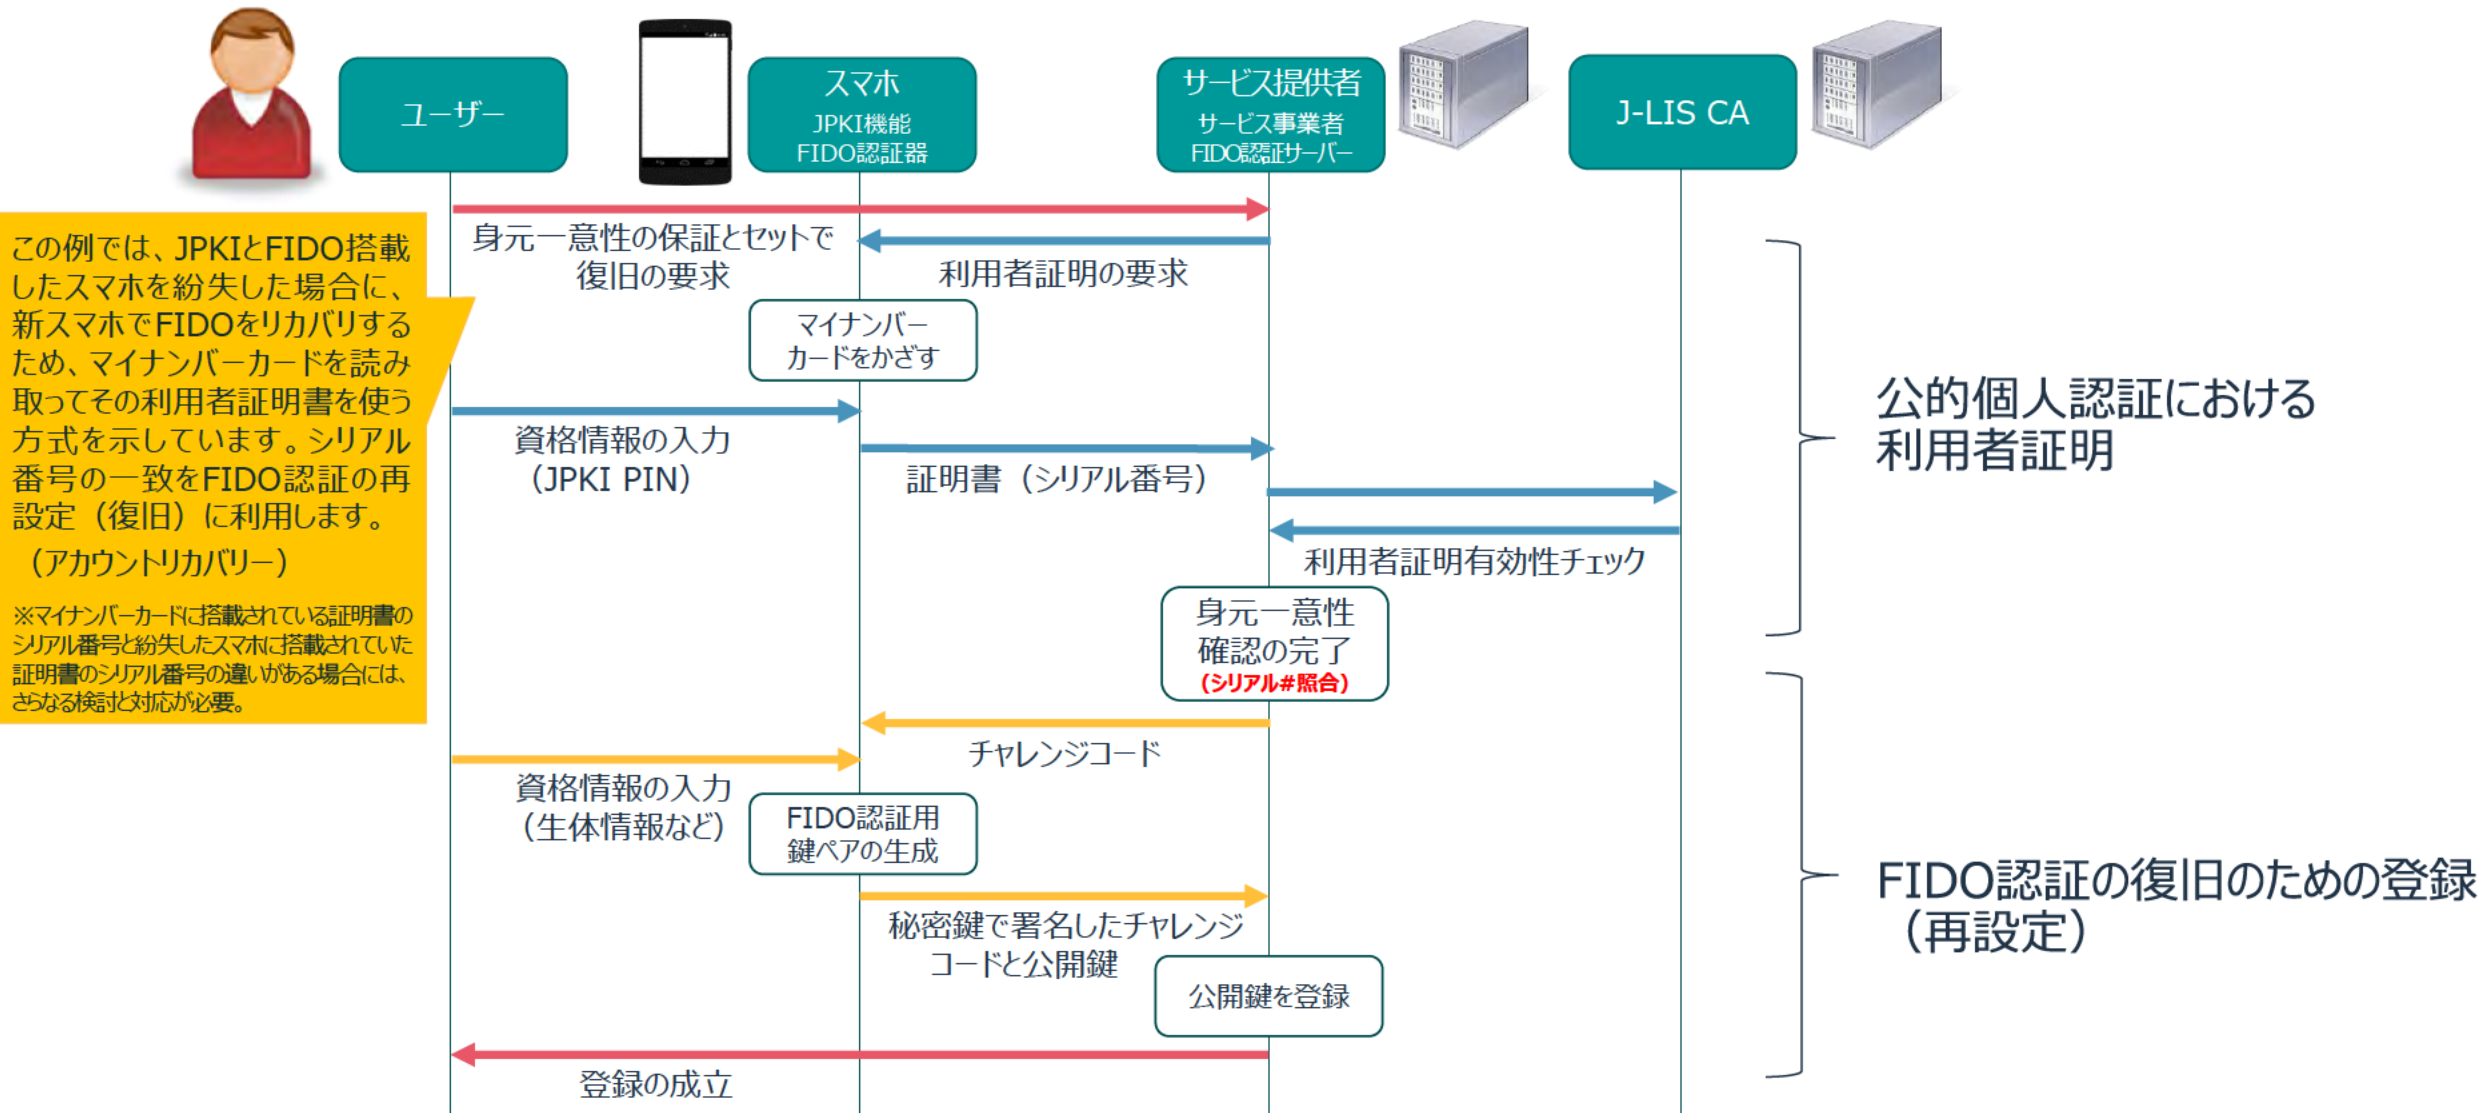 ユーザー
スマホ
JPKI機能
FIDO認証器
サービス提供者
サービス事業者
FIDO認証サーバー
J-LIS CA
この例では、JPKIとFIDO搭載
したスマホを紛失した場合に、
新スマホでFIDOをリカバリする
ため、マイナンバーカードを読み
取ってその利用者証明書を使う
方式を示しています。シリアル
番号の一致をFIDO認証の再
設定（復旧）に利用します。
（アカウントリカバリー）
※マイナンバーカードに搭載されている証明書の
シリアル番号と紛失したスマホに搭載されていた
証明書のシリアル番号の違いがある場合には、
さらなる検討と対応が必要。
身元一意性の保証とセットで
復旧の要求
利用者証明の要求
マイナンバー
カードをかざす
資格情報の入力
（JPKI PIN）
証明書（シリアル番号）
利用者証明有効性チェック
身元一意性
確認の完了
（シリアル#照合）
公的個人認証における
利用者証明
チャレンジコード
資格情報の入力
（生体情報など）
FIDO認証用
鍵ペアの生成
秘密鍵で署名したチャレンジ
コードと公開鍵
公開鍵を登録
登録の成立
FIDO認証の復旧のための登録
（再設定）